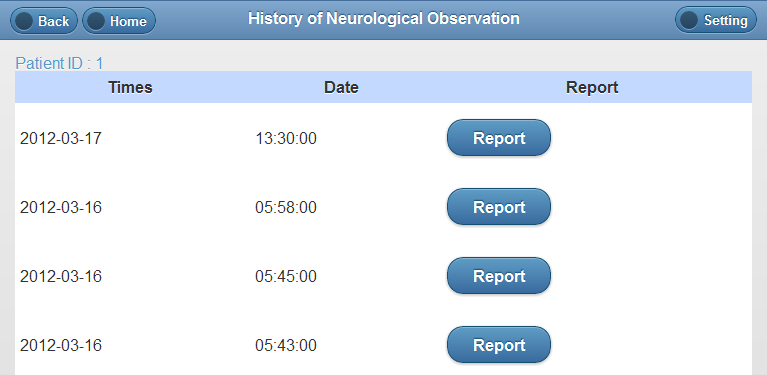 Back Home History of Neurological Observation Setting
Patient ID : 1
Times Date Report
2012-03-17 13:30:00 Report
2012-03-16 05:58:00 Report
2012-03-16 05:45:00 Report
2012-03-16 05:43:00 Report